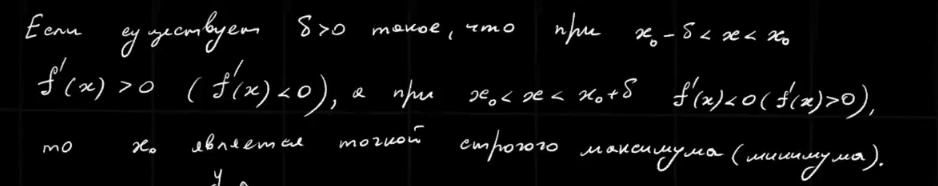 Если существует δ>0 такое, что при x₀-δ<x<x₀
f'(x)>0 (f'(x)<0), а при x₀<x<x₀+δ f'(x)<0(f'(x)>0),
то x₀ является точкой строгого максимума (минимума).
y